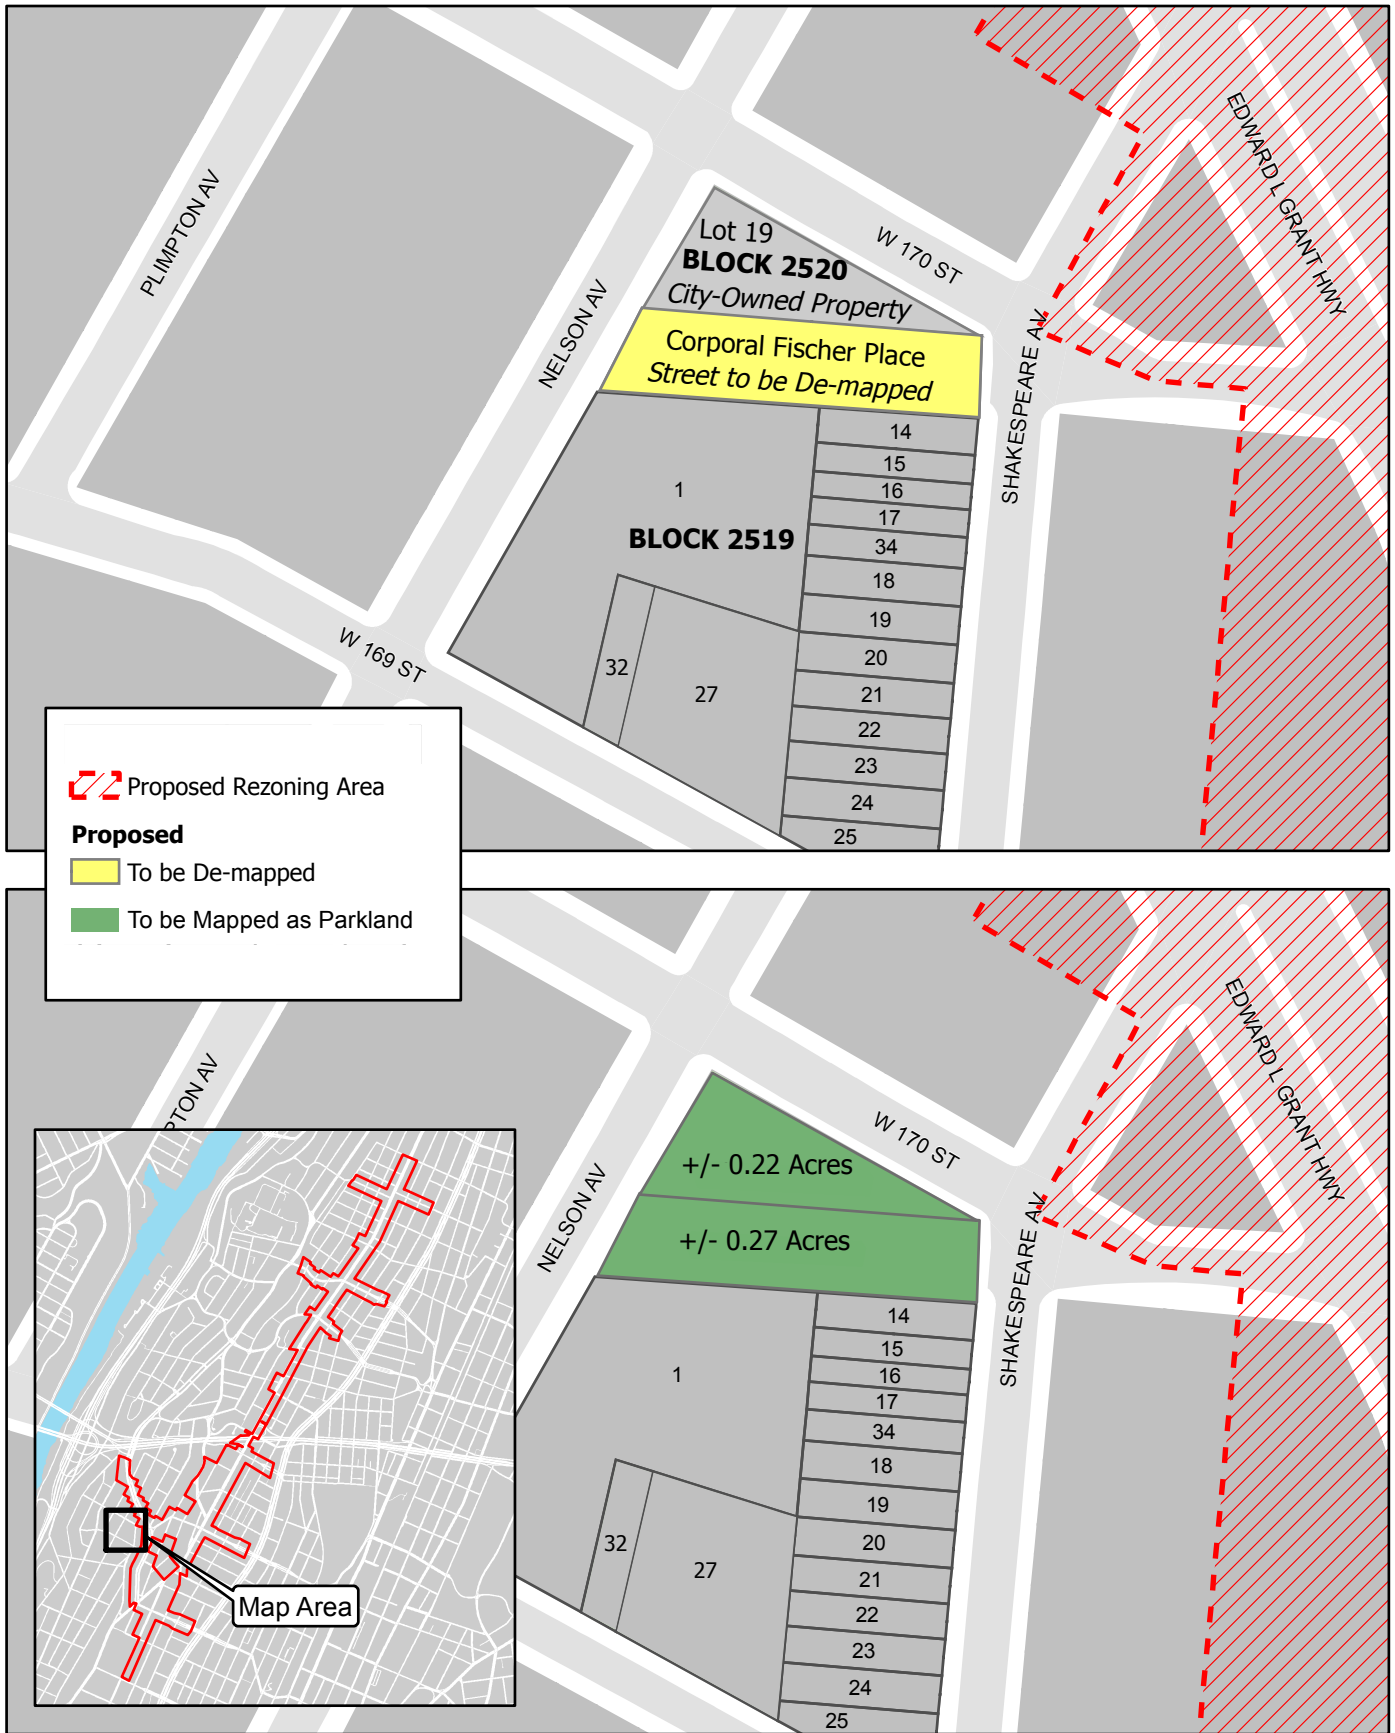 PLIMPTON AV
NELSON AV
W 170 ST
EDWARD L GRANT HWY
SHAKESPEARE AV
W 169 ST
Lot 19
BLOCK 2520
City-Owned Property
Corporal Fischer Place
Street to be De-mapped
1
BLOCK 2519
14
15
16
17
34
18
19
20
21
22
23
24
25
32
27
Proposed Rezoning Area
Proposed
To be De-mapped
To be Mapped as Parkland
PTON AV
NELSON AV
W 170 ST
EDWARD L GRANT HWY
SHAKESPEARE AV
+/- 0.22 Acres
+/- 0.27 Acres
1
14
15
16
17
34
18
19
20
21
22
23
24
25
32
27
Map Area